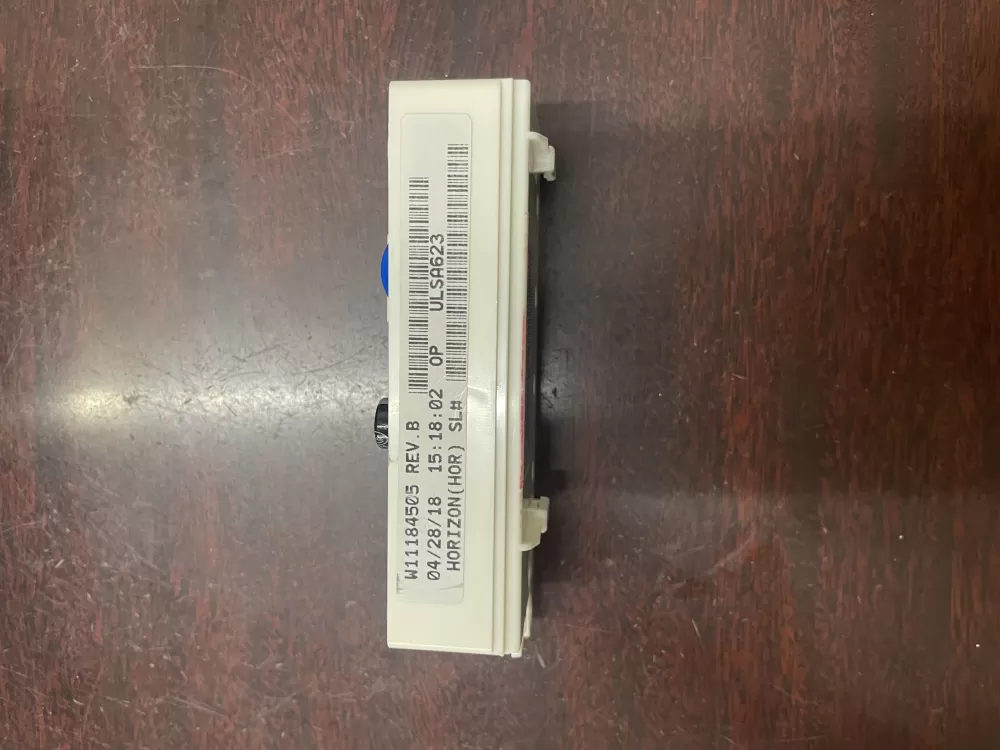 W11184505 REV.B
04/28/18 15:18:02 OP ULSA623
HORIZON(HOR) SL#